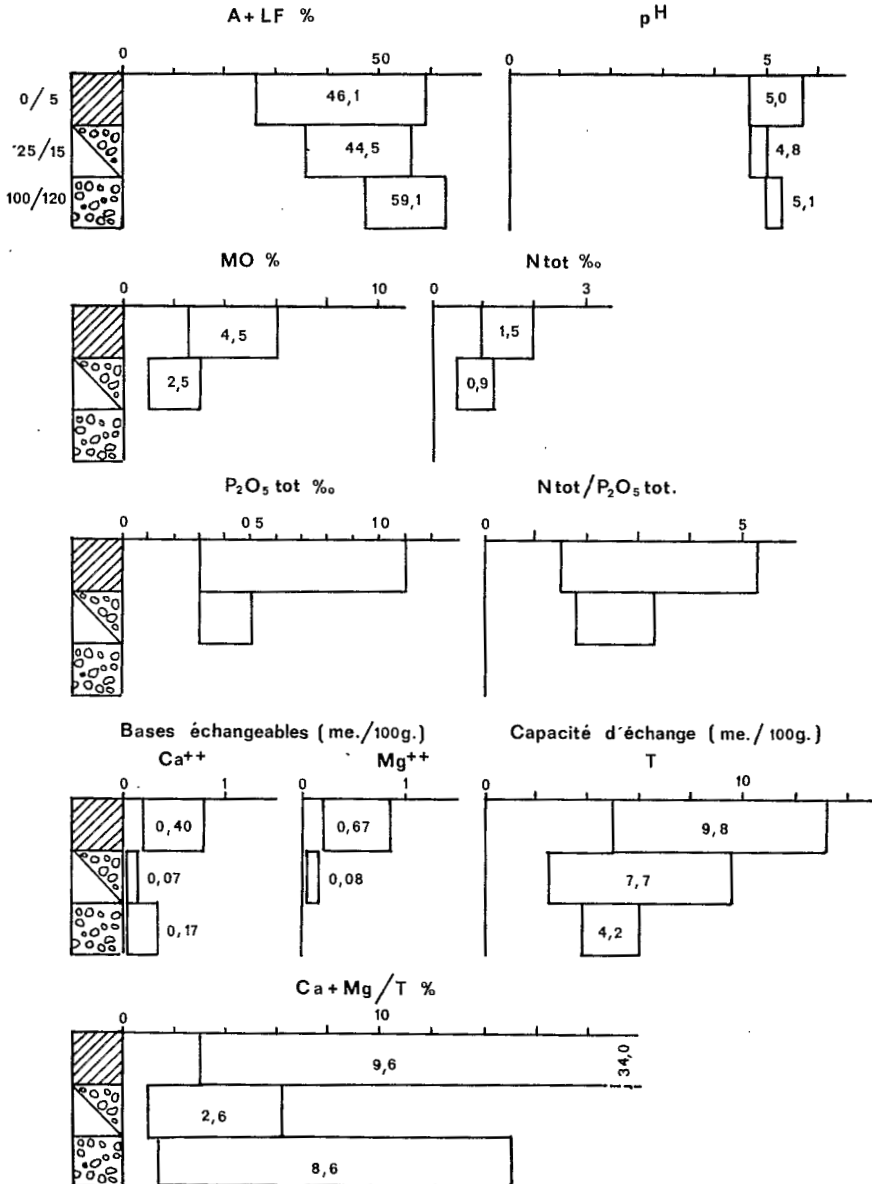 A+LF %
pH
0 50
0 5
0/5
46,1
5,0
25/15
44,5
4,8
100/120
59,1
5,1
MO %
N tot ‰
0 10
0 3
4,5
1,5
2,5
0,9
P₂O₅ tot ‰
N tot/P₂O₅ tot.
0 0 5 1 0
0 5
Bases échangeables (me./100g.)
Capacité d'échange (me./100g.)
Ca⁺⁺
Mg⁺⁺
T
0 1
0 1
0 10
0,40
0,67
9,8
0,07
0,08
7,7
0,17
4,2
Ca+Mg/T %
0 10
9,6
34,0
2,6
8,6